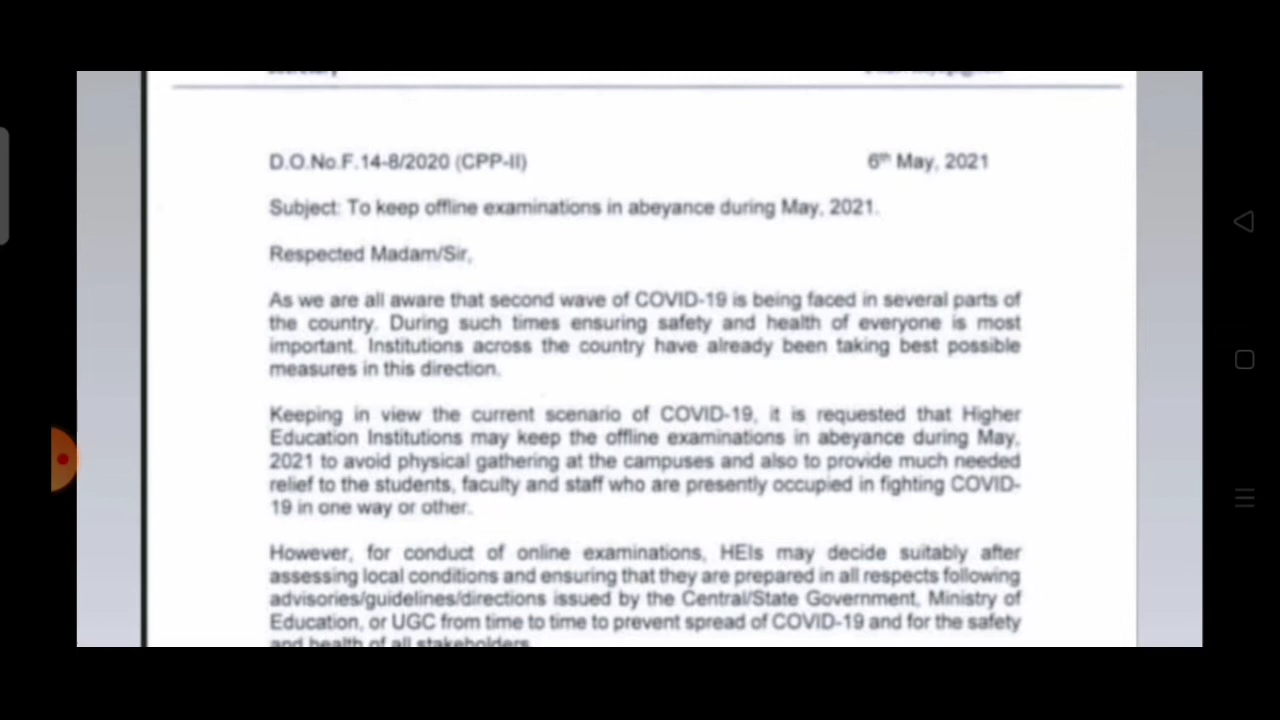 D.O.No.F.14-8/2020 (CPP-II) 6th May, 2021
Subject: To keep offline examinations in abeyance during May, 2021.
Respected Madam/Sir,
As we are all aware that second wave of COVID-19 is being faced in several parts of
the country. During such times ensuring safety and health of everyone is most
important. Institutions across the country have already been taking best possible
measures in this direction.
Keeping in view the current scenario of COVID-19, it is requested that Higher
Education Institutions may keep the offline examinations in abeyance during May,
2021 to avoid physical gathering at the campuses and also to provide much needed
relief to the students, faculty and staff who are presently occupied in fighting COVID-
19 in one way or other.
However, for conduct of online examinations, HEIs may decide suitably after
assessing local conditions and ensuring that they are prepared in all respects following
advisories/guidelines/directions issued by the Central/State Government, Ministry of
Education, or UGC from time to time to prevent spread of COVID-19 and for the safety
and health of all stakeholders.